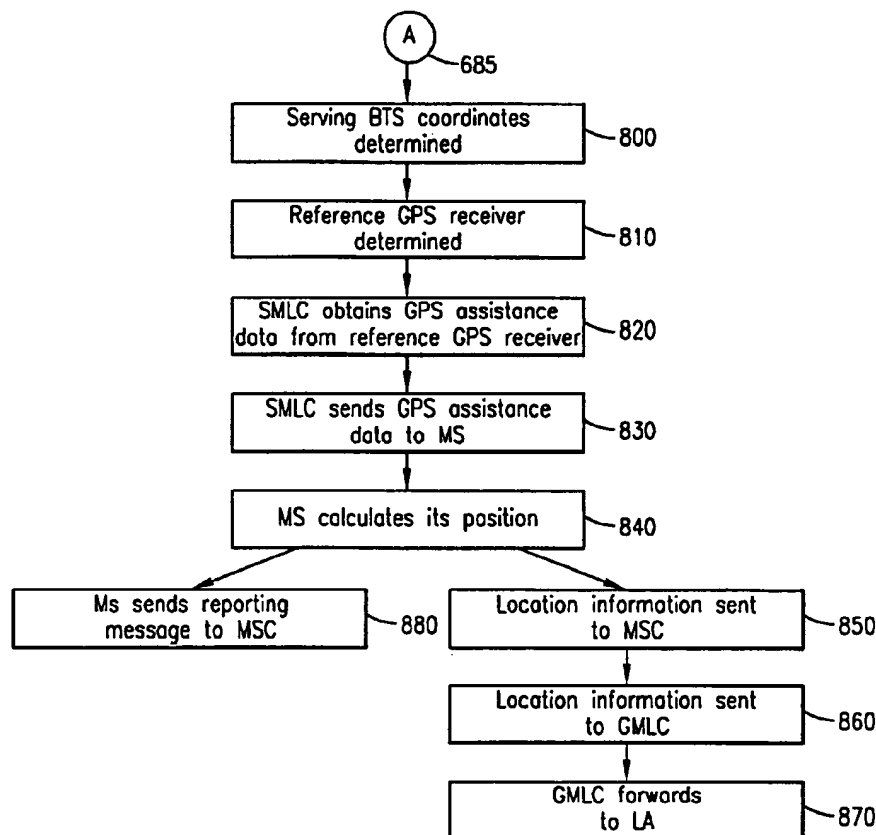 A
685
Serving BTS coordinates
determined
800
Reference GPS receiver
determined
810
SMLC obtains GPS assistance
data from reference GPS receiver
820
SMLC sends GPS assistance
data to MS
830
MS calculates its position
840
Ms sends reporting
message to MSC
880
Location information sent
to MSC
850
Location information sent
to GMLC
860
GMLC forwards
to LA
870